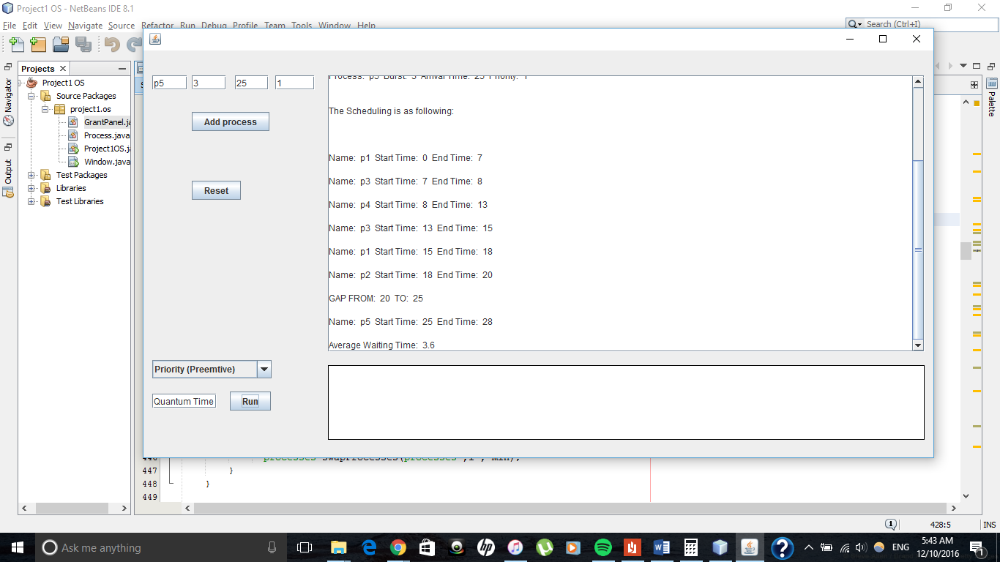 Project1 OS - NetBeans IDE 8.1
File Edit View Navigate Source Refactor Run Debug Profile Team Tools Window Help
Search (Ctrl+I)
Projects
Navigator
Output
Project1 OS
Source Packages
project1.os
GrantPanel.ja
Process.java
Project1OS.j
Window.java
Test Packages
Libraries
Test Libraries
p5 3 25 1
Add process
Reset
Priority (Preemtive)
Quantum Time Run
Process: p5 Burst: 3 Arrival Time: 25 Priority: 1
The Scheduling is as following:
Name: p1 Start Time: 0 End Time: 7
Name: p3 Start Time: 7 End Time: 8
Name: p4 Start Time: 8 End Time: 13
Name: p3 Start Time: 13 End Time: 15
Name: p1 Start Time: 15 End Time: 18
Name: p2 Start Time: 18 End Time: 20
GAP FROM: 20 TO: 25
Name: p5 Start Time: 25 End Time: 28
Average Waiting Time: 3.6
Palette
446 processes swapProcesses(processes ,i , min);
447 }
448 }
449
1 428:5 INS
Ask me anything
hp
ENG
5:43 AM
12/10/2016
1